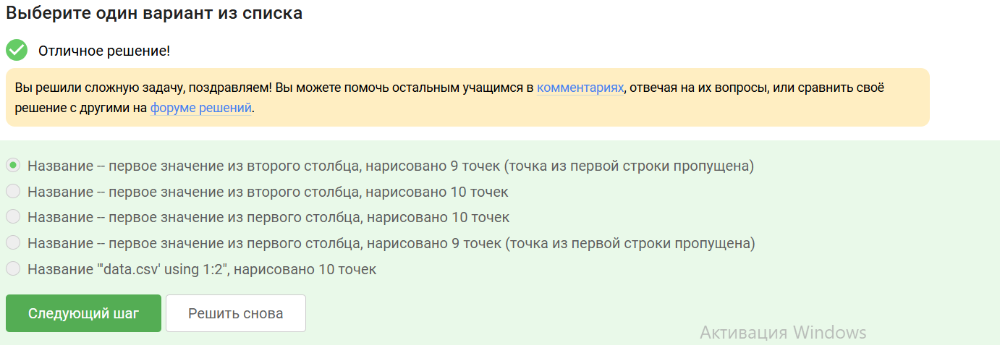 Выберите один вариант из списка
Отличное решение!
Вы решили сложную задачу, поздравляем! Вы можете помочь остальным учащимся в комментариях, отвечая на их вопросы, или сравнить своё
решение с другими на форуме решений.
Название -- первое значение из второго столбца, нарисовано 9 точек (точка из первой строки пропущена)
Название -- первое значение из второго столбца, нарисовано 10 точек
Название -- первое значение из первого столбца, нарисовано 10 точек
Название -- первое значение из первого столбца, нарисовано 9 точек (точка из первой строки пропущена)
Название "'data.csv' using 1:2", нарисовано 10 точек
Следующий шаг
Решить снова
Активация Windows